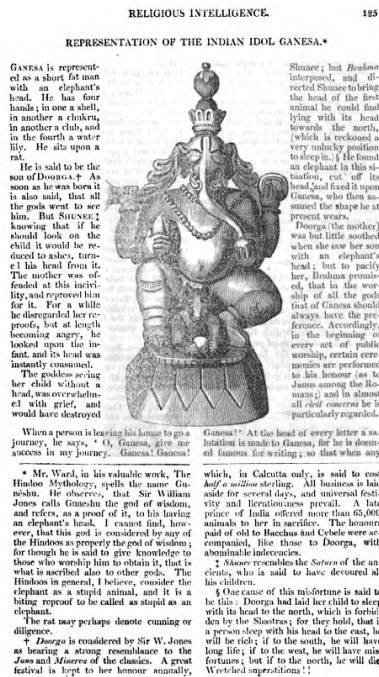 RELIGIOUS INTELLIGENCE. 125
REPRESENTATION OF THE INDIAN IDOL GANESA.*
GANESA is represent-
ed as a short fat man
with an elephant's
head. He has four
hands; in one a shell,
in another a chukru,
in another a club, and
in the fourth a water
lily. He sits upon a
rat.
He is said to be the
son of DOORGA.† As
soon as he was born it
is also said, that all
the gods went to see
him. But SHUNEE‡
knowing that if he
should look on the
child it would be re-
duced to ashes, turn-
ed his head from it.
The mother was of-
fended at this incivi-
lity, and reproved him
for it. For a while
he disregarded her re-
proofs, but at length
becoming angry, he
looked upon the in-
fant, and its head was
instantly consumed.
The goddess seeing
her child without a
head, was overwhelm-
ed with grief, and
would have destroyed
Shunee; but Brahma
interposed, and di-
rected Shunee to bring
the head of the first
animal he could find
lying with its head
towards the north,
(which is reckoned a
very unlucky position
to sleep in.) § He found
an elephant in this si-
tuation, cut off its
head, and fixed it upon
Ganesa, who then as-
sumed the shape he at
present wears.
Doorga (the mother)
was but little soothed
when she saw her son
with an elephant's
head; but to pacify
her, Brahma promis-
ed, that in the wor-
ship of all the gods
that of Ganesa should
always have the pre-
ference. Accordingly,
in the beginning of
every act of public
worship, certain cere-
monies are performed
to his honour (as to
Janus among the Ro-
mans;) and in almost
all civil concerns he is
particularly regarded.
When a person is leaving his house to go a
journey, he says, ' O, Ganesa, give me
success in my journey. Ganesa! Ganesa!
Ganesa!' At the head of every letter a sa-
lutation is made to Ganesa, for he is deem-
ed famous for writing; so that when any
* Mr. Ward, in his valuable work, The
Hindoo Mythology, spells the name Gu-
néshu. He observes, that Sir William
Jones calls Guneshu the god of wisdom,
and refers, as a proof of it, to his having
an elephant's head. I cannot find, how-
ever, that this god is considered by any of
the Hindoos as properly the god of wisdom;
for though he is said to give knowledge to
those who worship him to obtain it, that is
what is ascribed also to other gods. The
Hindoos in general, I believe, consider the
elephant as a stupid animal, and it is a
biting reproof to be called as stupid as an
elephant.
The rat may perhaps denote cunning or
diligence.
† Doorga is considered by Sir W. Jones
as bearing a strong resemblance to the
Juno and Minerva of the classics. A great
festival is kept to her honour annually,
which, in Calcutta only, is said to cost
half a million sterling. All business is laid
aside for several days, and universal festi-
vity and licentiousness prevail. A late
prince of India offered more than 65,000
animals to her in sacrifice. The honours
paid of old to Bacchus and Cybele were ac-
companied, like those to Doorga, with
abominable indecencies.
‡ Shunee resembles the Saturn of the an-
cients, who is said to have devoured all
his children.
§ One cause of this misfortune is said to
be this: Doorga had laid her child to sleep
with its head to the north, which is forbid-
den by the Shastras; for they hold, that if
a person sleep with his head to the east, he
will be rich; if to the south, he will have
long life; if to the west, he will have mis-
fortunes; but if to the north, he will die.
Wretched superstitions!!